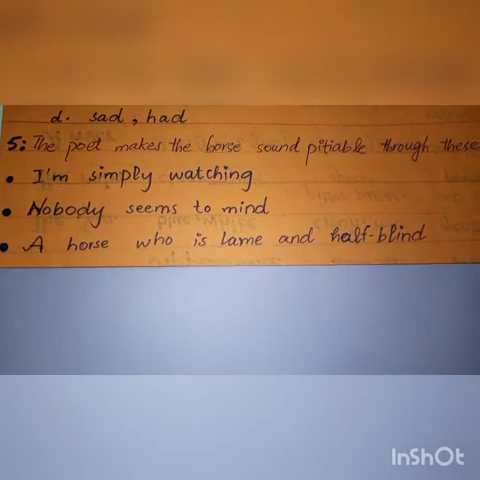 d. sad, had
5: The poet makes the horse sound pitiable through these
• I'm simply watching
• Nobody seems to mind
• A horse who is lame and half-blind
InShOt